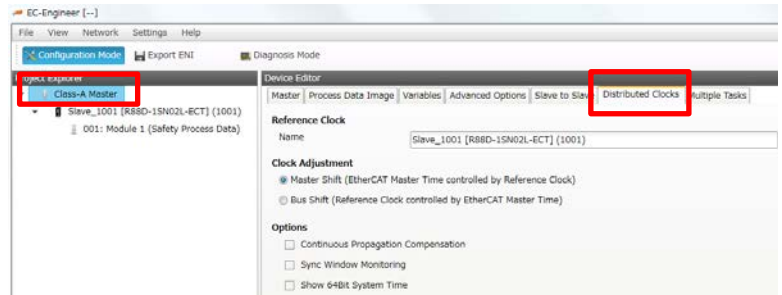 EC-Engineer [--]
File View Network Settings Help
Configuration Mode Export ENI Diagnosis Mode
Project Explorer
Class-A Master
Slave_1001 [R88D-1SN02L-ECT] (1001)
001: Module 1 (Safety Process Data)
Device Editor
Master Process Data Image Variables Advanced Options Slave to Slave Distributed Clocks Multiple Tasks
Reference Clock
Name Slave_1001 [R88D-1SN02L-ECT] (1001)
Clock Adjustment
Master Shift (EtherCAT Master Time controlled by Reference Clock)
Bus Shift (Reference Clock controlled by EtherCAT Master Time)
Options
Continuous Propagation Compensation
Sync Window Monitoring
Show 64Bit System Time